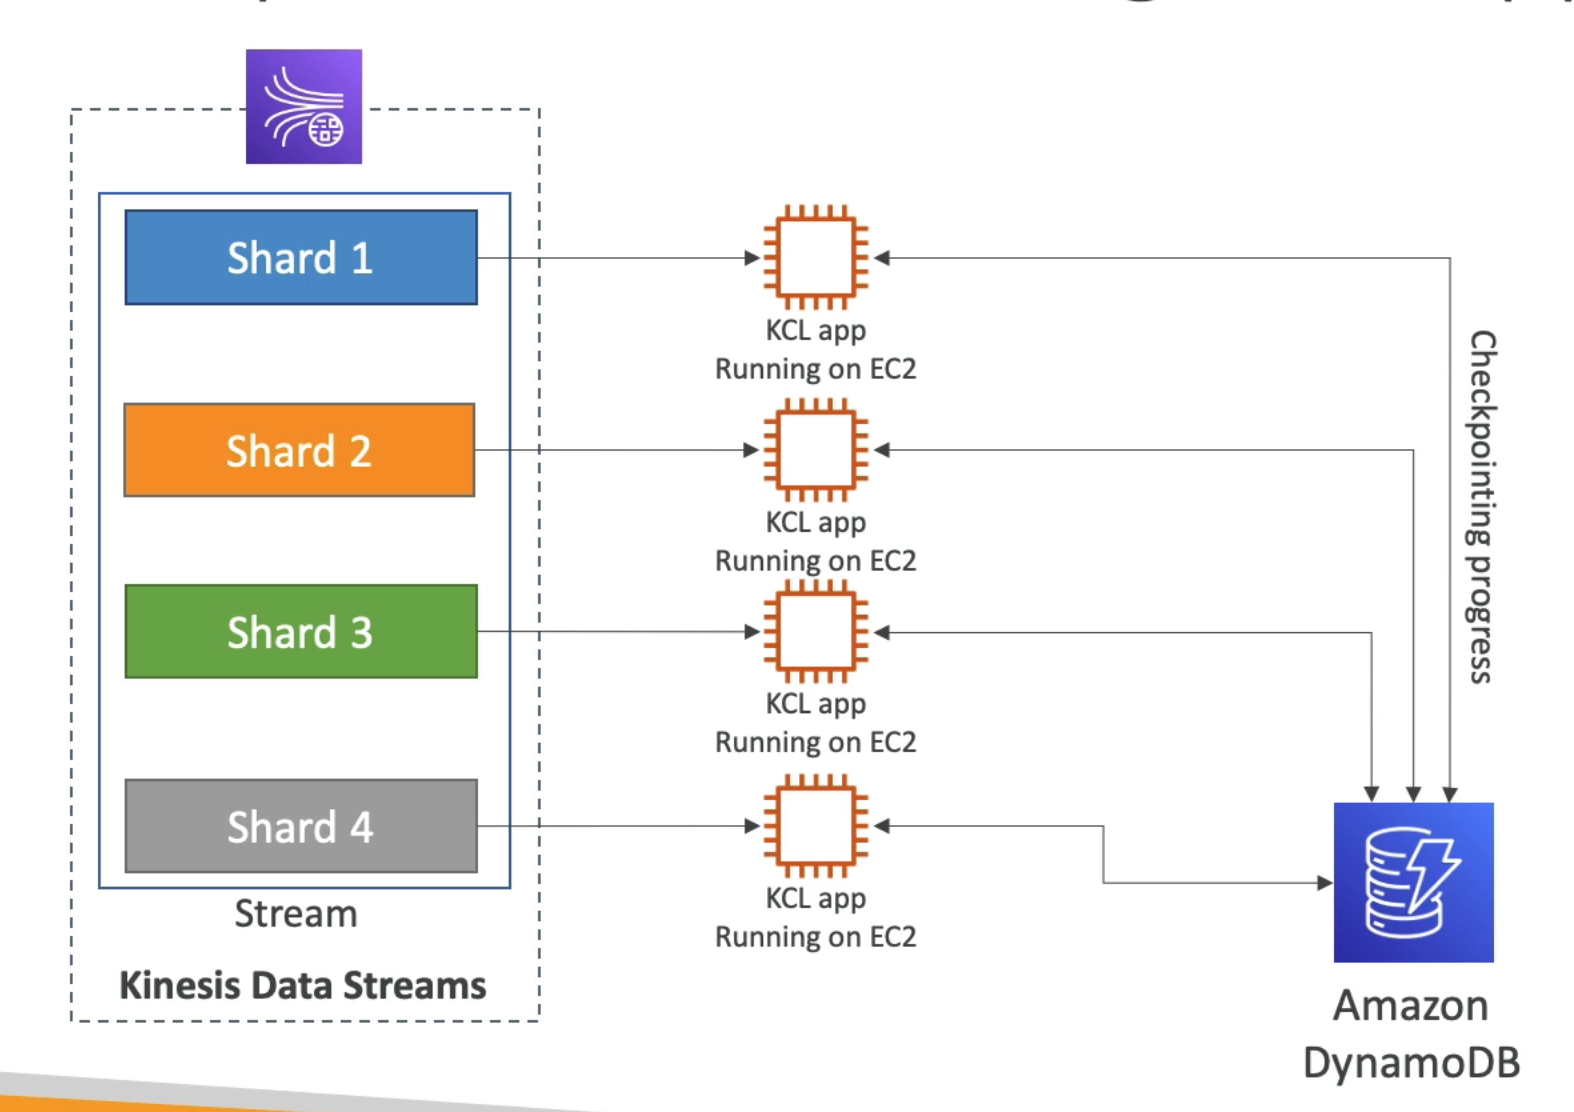 Shard 1
Shard 2
Shard 3
Shard 4
Stream
Kinesis Data Streams
KCL app
Running on EC2
KCL app
Running on EC2
KCL app
Running on EC2
KCL app
Running on EC2
Checkpointing progress
Amazon
DynamoDB